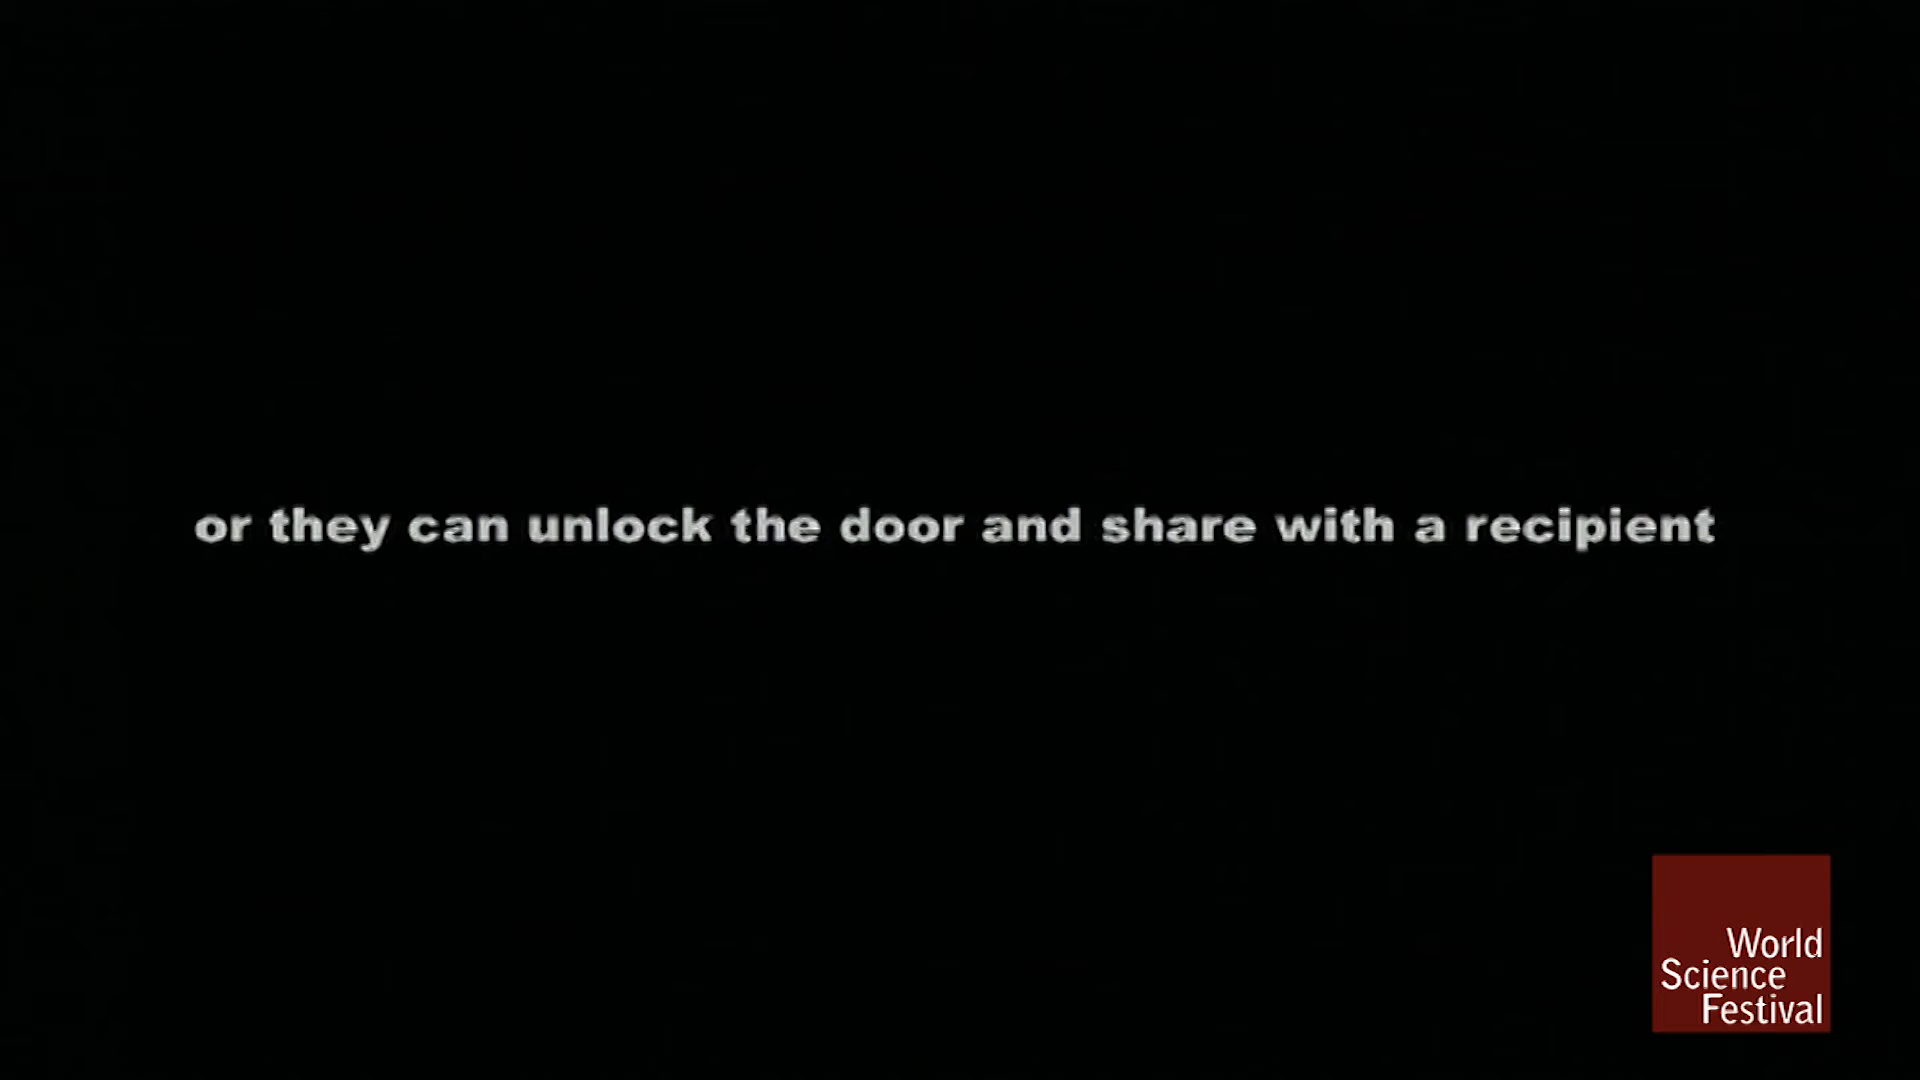 or they can unlock the door and share with a recipient
World
Science
Festival